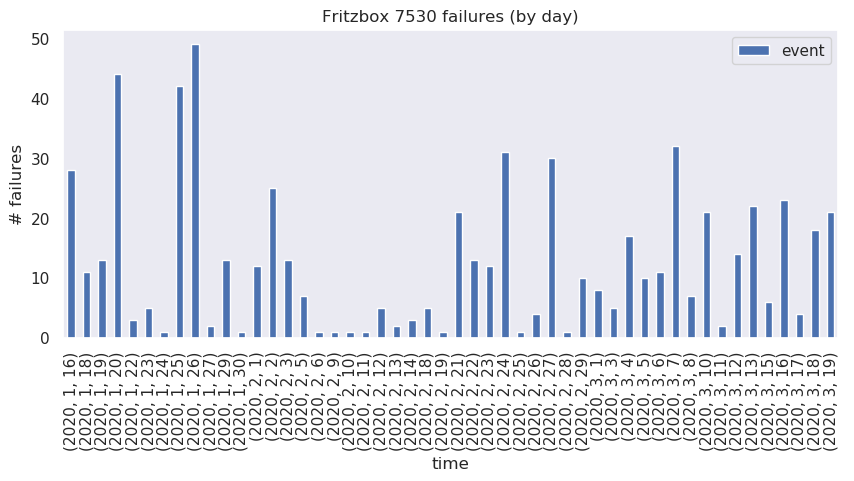 Fritzbox 7530 failures (by day)
event
# failures
50
40
30
20
10
0
(2020, 1, 16)
(2020, 1, 18)
(2020, 1, 19)
(2020, 1, 20)
(2020, 1, 22)
(2020, 1, 23)
(2020, 1, 24)
(2020, 1, 25)
(2020, 1, 26)
(2020, 1, 27)
(2020, 1, 29)
(2020, 1, 30)
(2020, 2, 1)
(2020, 2, 2)
(2020, 2, 3)
(2020, 2, 5)
(2020, 2, 6)
(2020, 2, 9)
(2020, 2, 10)
(2020, 2, 11)
(2020, 2, 12)
(2020, 2, 13)
(2020, 2, 14)
(2020, 2, 18)
(2020, 2, 19)
(2020, 2, 21)
(2020, 2, 22)
(2020, 2, 23)
(2020, 2, 24)
(2020, 2, 25)
(2020, 2, 26)
(2020, 2, 27)
(2020, 2, 28)
(2020, 2, 29)
(2020, 3, 1)
(2020, 3, 3)
(2020, 3, 4)
(2020, 3, 5)
(2020, 3, 6)
(2020, 3, 7)
(2020, 3, 8)
(2020, 3, 10)
(2020, 3, 11)
(2020, 3, 12)
(2020, 3, 13)
(2020, 3, 15)
(2020, 3, 16)
(2020, 3, 17)
(2020, 3, 18)
(2020, 3, 19)
time